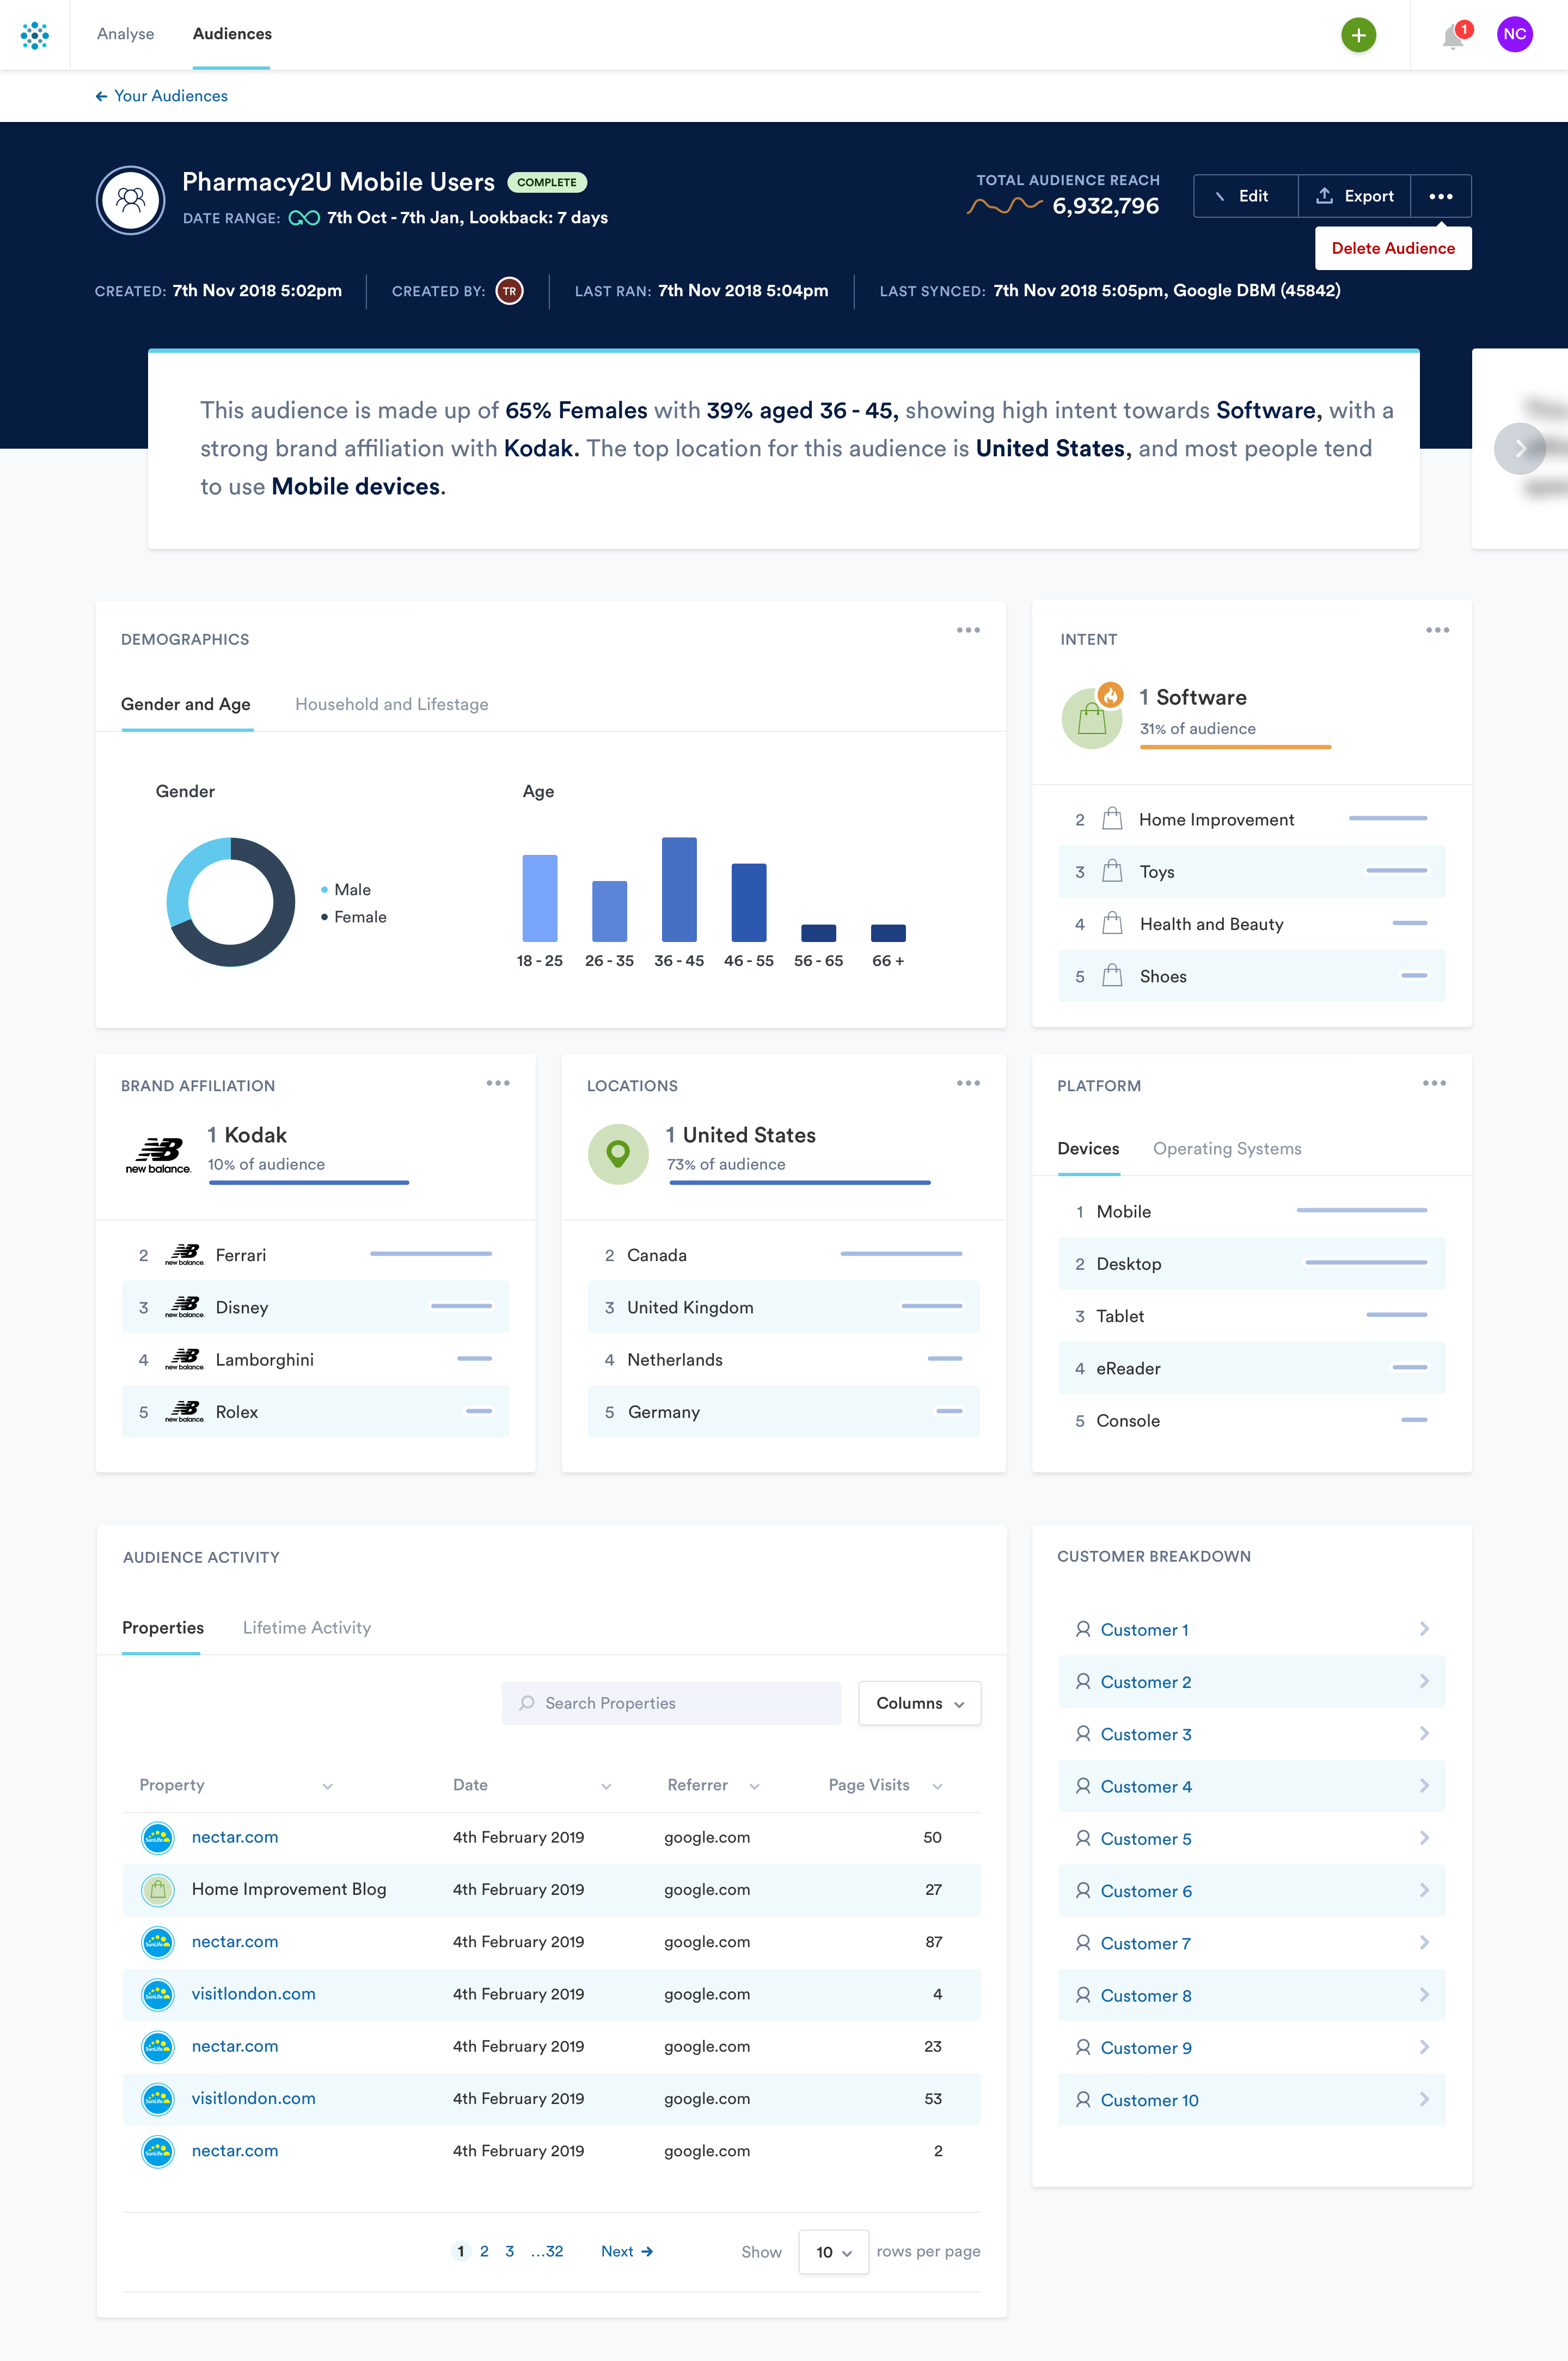 Analyse Audiences 1 NC
Your Audiences
Pharmacy2U Mobile Users COMPLETE
DATE RANGE: 7th Oct - 7th Jan, Lookback: 7 days
TOTAL AUDIENCE REACH
6,932,796
Edit Export
Delete Audience
CREATED: 7th Nov 2018 5:02pm CREATED BY: TR LAST RAN: 7th Nov 2018 5:04pm LAST SYNCED: 7th Nov 2018 5:05pm, Google DBM (45842)
This audience is made up of 65% Females with 39% aged 36 - 45, showing high intent towards Software, with a
strong brand affiliation with Kodak. The top location for this audience is United States, and most people tend
to use Mobile devices.
DEMOGRAPHICS
Gender and Age Household and Lifestage
Gender
Male
Female
Age
18 - 25 26 - 35 36 - 45 46 - 55 56 - 65 66 +
INTENT
1 Software
31% of audience
2 Home Improvement
3 Toys
4 Health and Beauty
5 Shoes
BRAND AFFILIATION
new balance.
1 Kodak
10% of audience
2 new balance. Ferrari
3 new balance. Disney
4 new balance. Lamborghini
5 new balance. Rolex
LOCATIONS
1 United States
73% of audience
2 Canada
3 United Kingdom
4 Netherlands
5 Germany
PLATFORM
Devices Operating Systems
1 Mobile
2 Desktop
3 Tablet
4 eReader
5 Console
AUDIENCE ACTIVITY
Properties Lifetime Activity
Search Properties Columns
Property Date Referrer Page Visits
SunLife nectar.com 4th February 2019 google.com 50
Home Improvement Blog 4th February 2019 google.com 27
SunLife nectar.com 4th February 2019 google.com 87
SunLife visitlondon.com 4th February 2019 google.com 4
SunLife nectar.com 4th February 2019 google.com 23
SunLife visitlondon.com 4th February 2019 google.com 53
SunLife nectar.com 4th February 2019 google.com 2
1 2 3 ...32 Next Show 10 rows per page
CUSTOMER BREAKDOWN
Customer 1
Customer 2
Customer 3
Customer 4
Customer 5
Customer 6
Customer 7
Customer 8
Customer 9
Customer 10